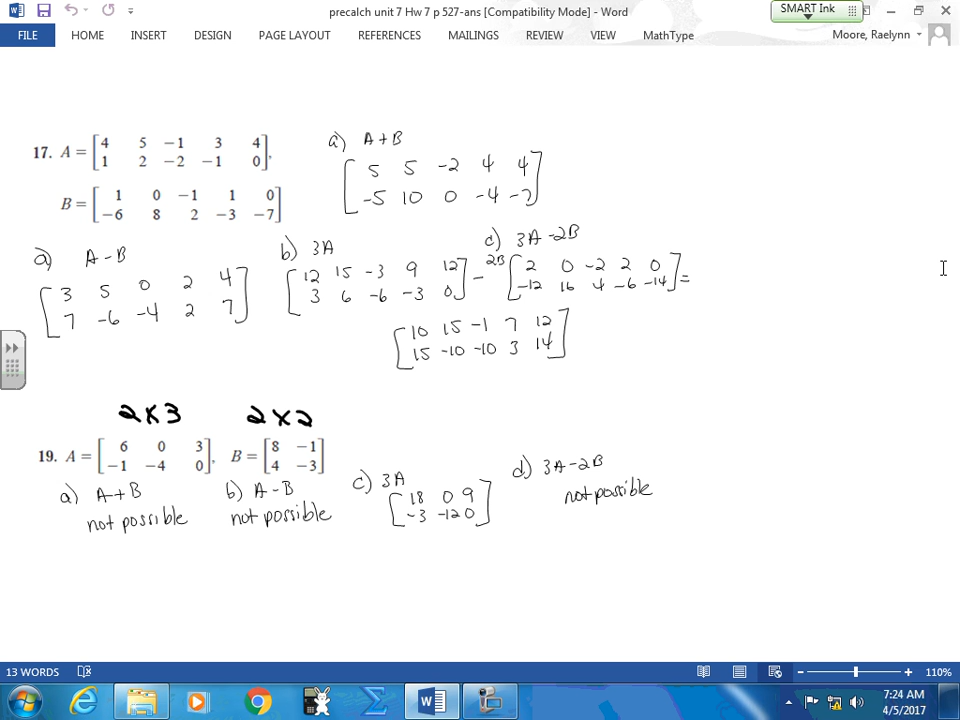 precalch unit 7 Hw 7 p 527-ans [Compatibility Mode] - Word
SMART Ink
FILE HOME INSERT DESIGN PAGE LAYOUT REFERENCES MAILINGS REVIEW VIEW MathType Moore, Raelynn
a) A+B
17. A = [4 5 −1 3 4
1 2 −2 −1 0],
[5 5 -2 4 4
-5 10 0 -4 -7]
B = [1 0 −1 1 0
−6 8 2 −3 −7]
a) A-B
[3 5 0 2 4
7 -6 -4 2 7]
b) 3A
[12 15 -3 9 12
3 6 -6 -3 0] -
c) 3A-2B
2B [2 0 -2 2 0
-12 16 4 -6 -14] =
[10 15 -1 7 12
15 -10 -10 3 14]
2x3 2x2
19. A = [6 0 3
−1 −4 0], B = [8 −1
4 −3]
a) A+B
not possible
b) A-B
not possible
c) 3A
[18 0 9
-3 -12 0]
d) 3A-2B
not possible
13 WORDS 110%
7:24 AM
4/5/2017